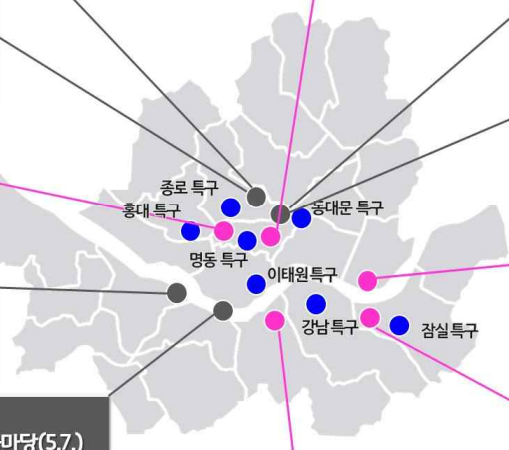 종로 특구
홍대 특구
동대문 특구
명동 특구
이태원특구
강남특구
잠실특구
마당(5.7.)